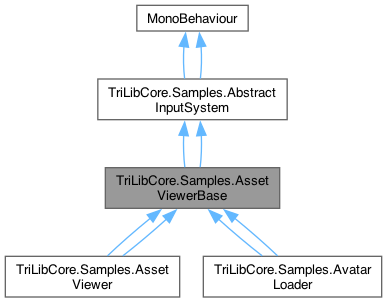 MonoBehaviour
TriLibCore.Samples.Abstract
InputSystem
TriLibCore.Samples.Asset
ViewerBase
TriLibCore.Samples.Asset
Viewer
TriLibCore.Samples.Avatar
Loader